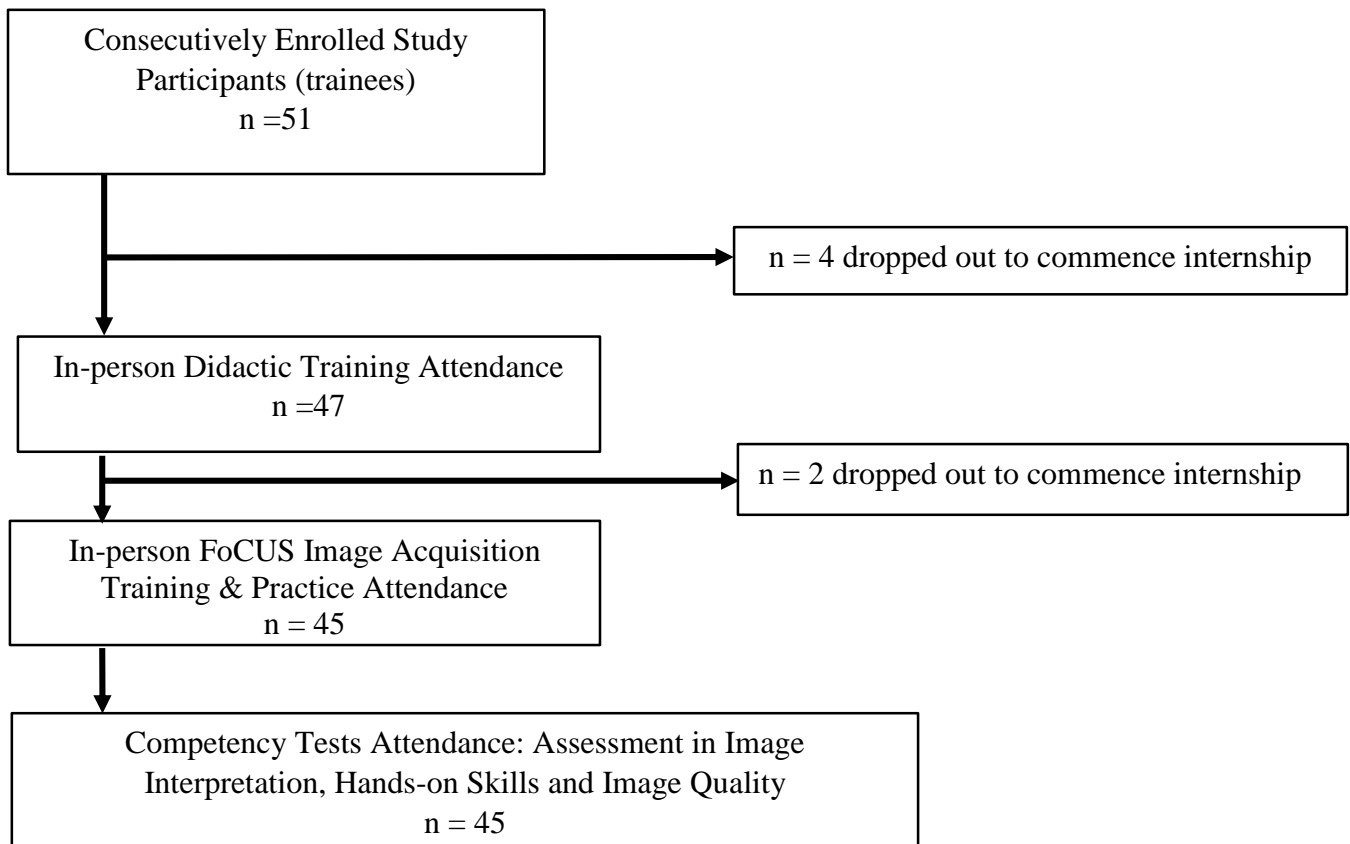 Consecutively Enrolled Study
Participants (trainees)
n =51
n = 4 dropped out to commence internship
In-person Didactic Training Attendance
n =47
n = 2 dropped out to commence internship
In-person FoCUS Image Acquisition
Training & Practice Attendance
n = 45
Competency Tests Attendance: Assessment in Image
Interpretation, Hands-on Skills and Image Quality
n = 45